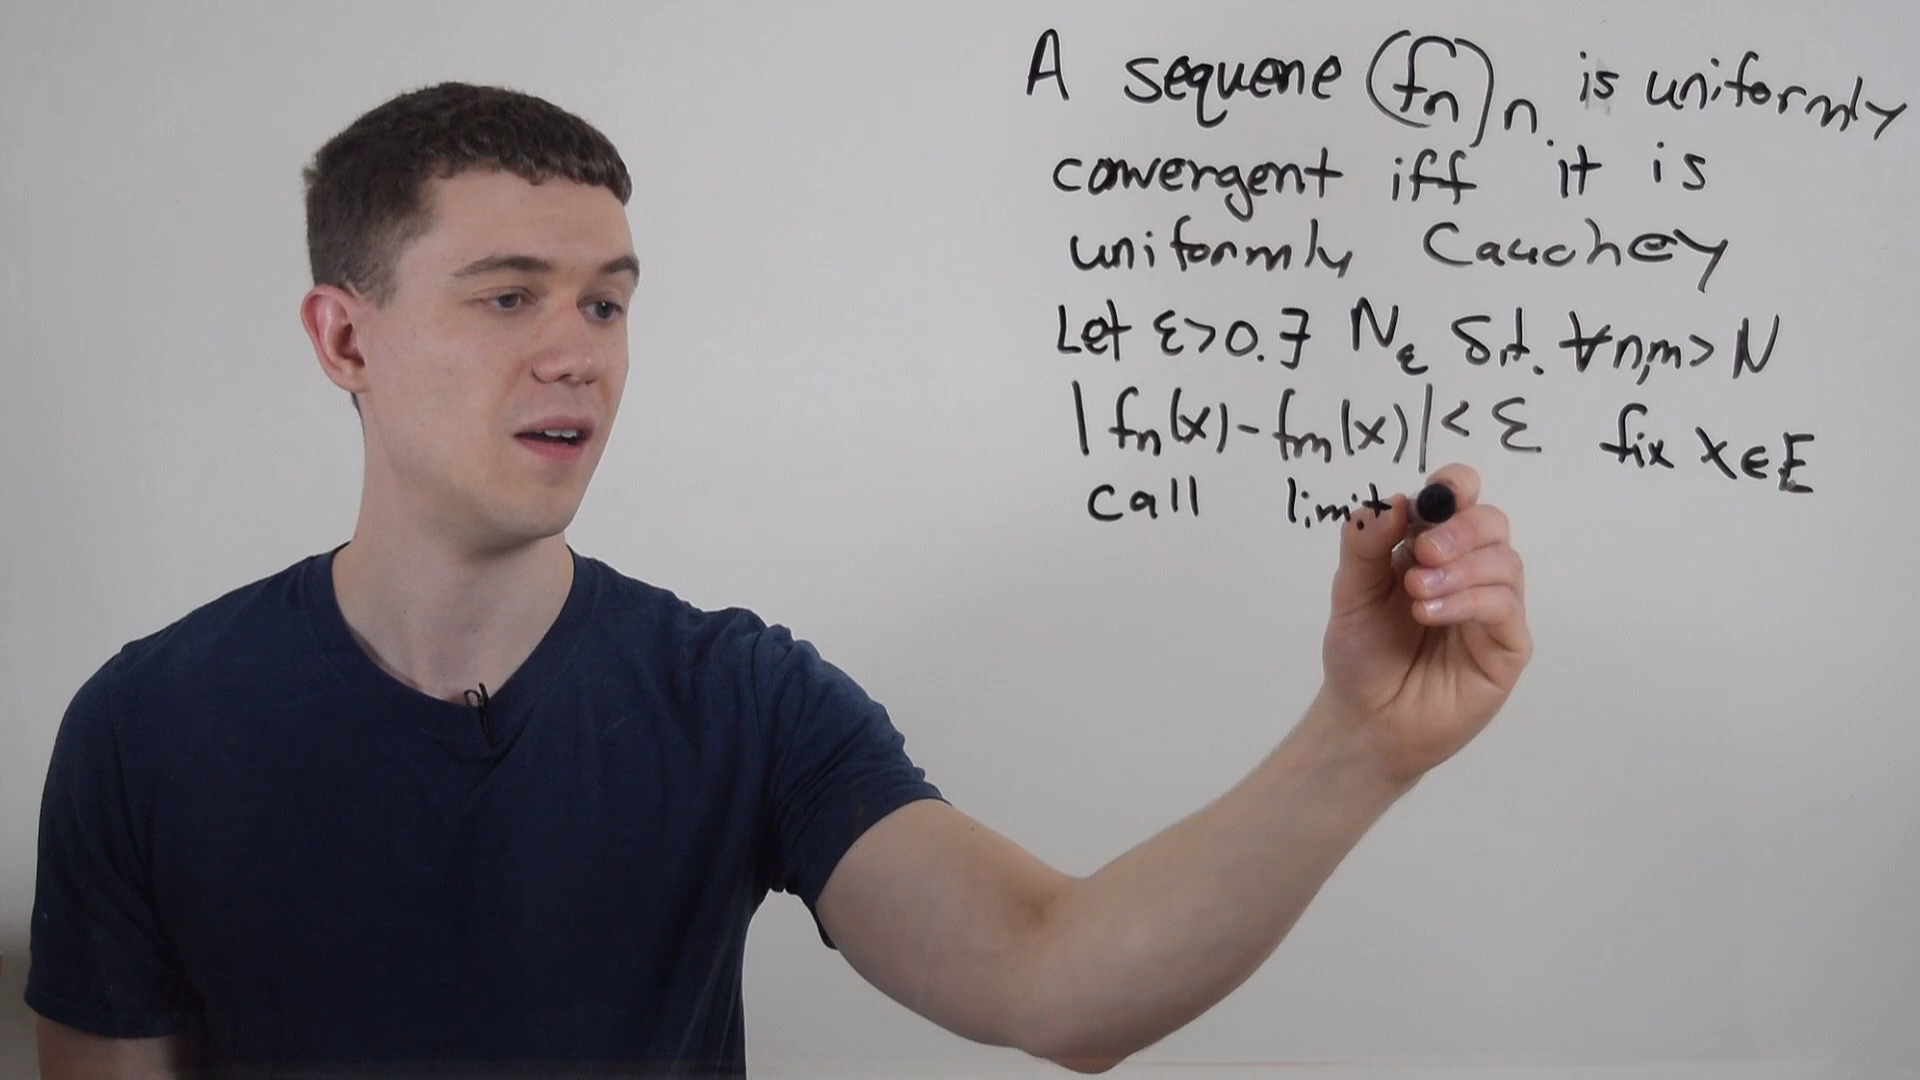 A sequene (fn)n is uniformly
convergent iff it is
uniformly Cauchey
Let ε>0. ∃ Nε s.t. ∀n,m> N
|fn(x)-fm(x)|< ε fix x∈E
call limit